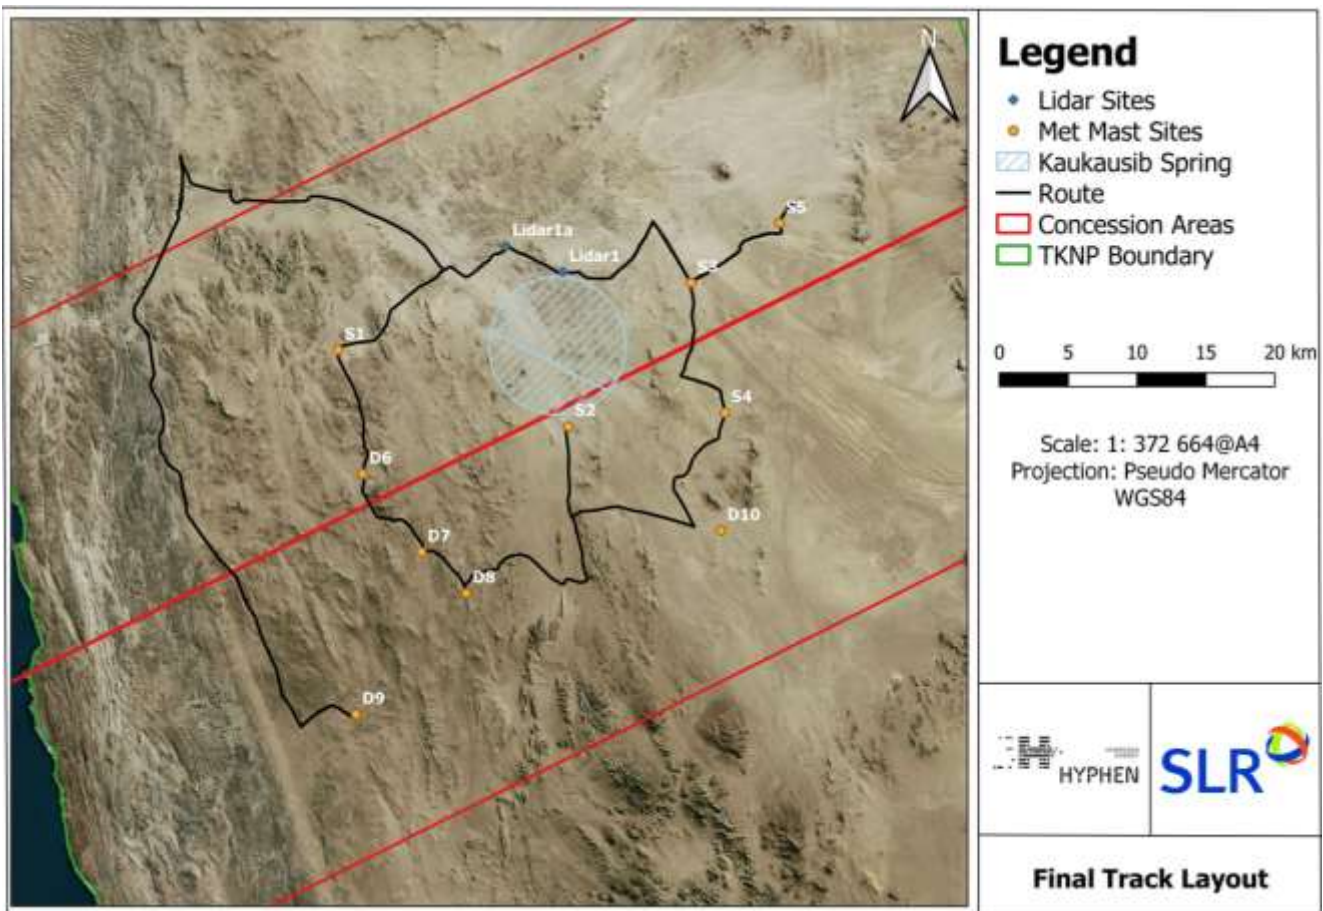 N
S5
Lidar1a
Lidar1
S3
S1
S4
S2
D6
D10
D7
D8
D9
Legend
Lidar Sites
Met Mast Sites
Kaukausib Spring
Route
Concession Areas
TKNP Boundary
0 5 10 15 20 km
Scale: 1: 372 664@A4
Projection: Pseudo Mercator
WGS84
HYPHEN
SLR
Final Track Layout